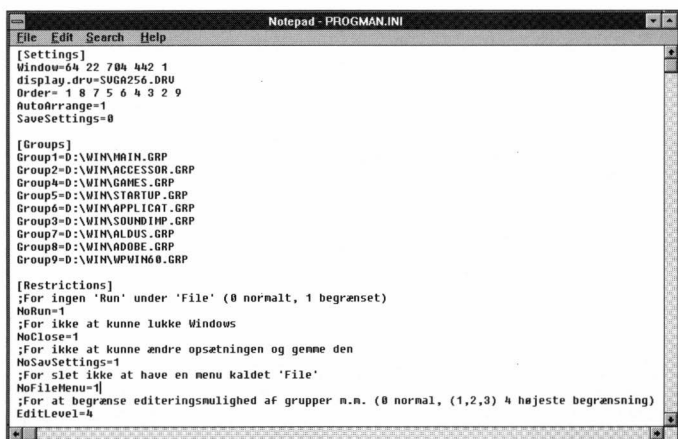 Notepad - PROGMAN.INI
File Edit Search Help
[Settings]
Window=64 22 704 442 1
display.drv=SVGA256.DRV
Order= 1 8 7 5 6 4 3 2 9
AutoArrange=1
SaveSettings=0
[Groups]
Group1=D:\WIN\MAIN.GRP
Group2=D:\WIN\ACCESSOR.GRP
Group4=D:\WIN\GAMES.GRP
Group5=D:\WIN\STARTUP.GRP
Group6=D:\WIN\APPLICAT.GRP
Group3=D:\WIN\SOUNDIMP.GRP
Group7=D:\WIN\ALDUS.GRP
Group8=D:\WIN\ADOBE.GRP
Group9=D:\WIN\WPWIN60.GRP
[Restrictions]
;For ingen 'Run' under 'File' (0 normalt, 1 begrænset)
NoRun=1
;For ikke at kunne lukke Windows
NoClose=1
;For ikke at kunne ændre opsætningen og gemme den
NoSavSettings=1
;For slet ikke at have en menu kaldet 'File'
NoFileMenu=1
;For at begrænse editeringsmulighed af grupper m.m. (0 normal, (1,2,3) 4 højeste begrænsning)
EditLevel=4